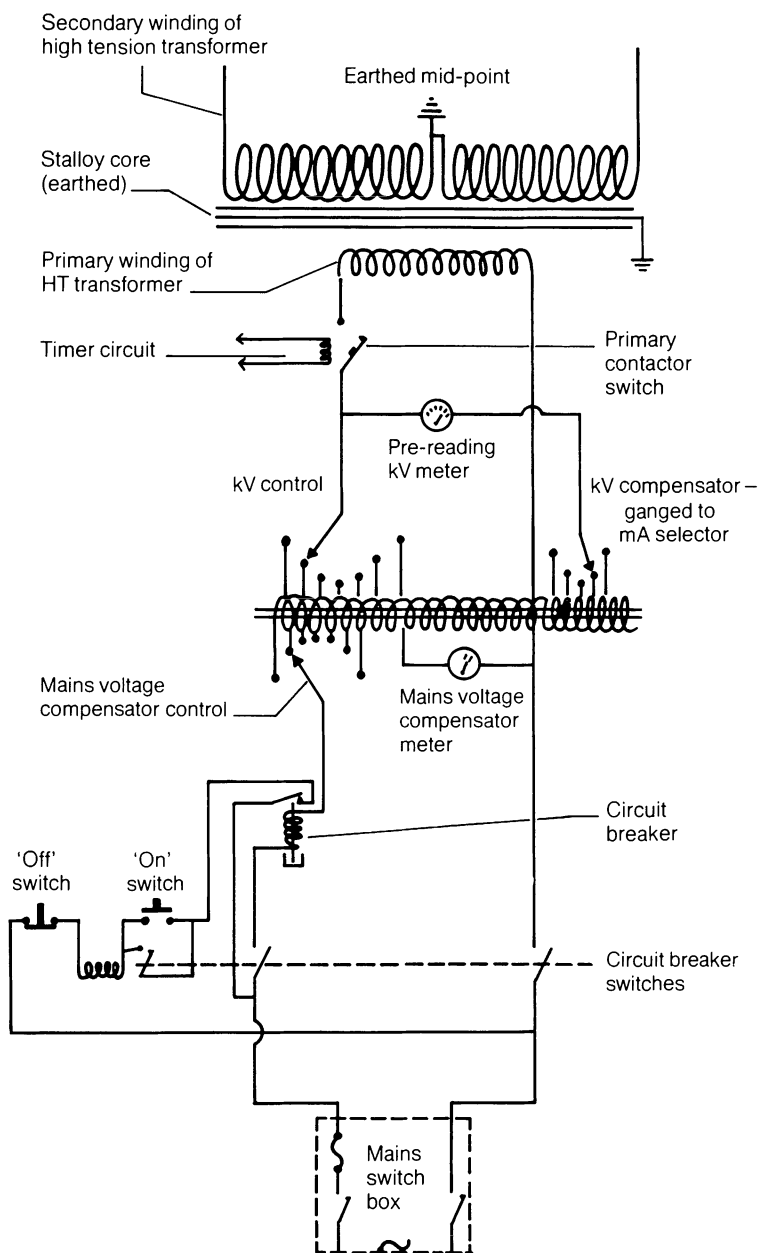 Secondary winding of
high tension transformer
Earthed mid-point
Stalloy core
(earthed)
Primary winding of
HT transformer
Timer circuit
Primary
contactor
switch
Pre-reading
kV meter
kV control
kV compensator –
ganged to
mA selector
Mains voltage
compensator control
Mains voltage
compensator
meter
Circuit
breaker
'Off'
switch
'On'
switch
Circuit breaker
switches
Mains
switch
box